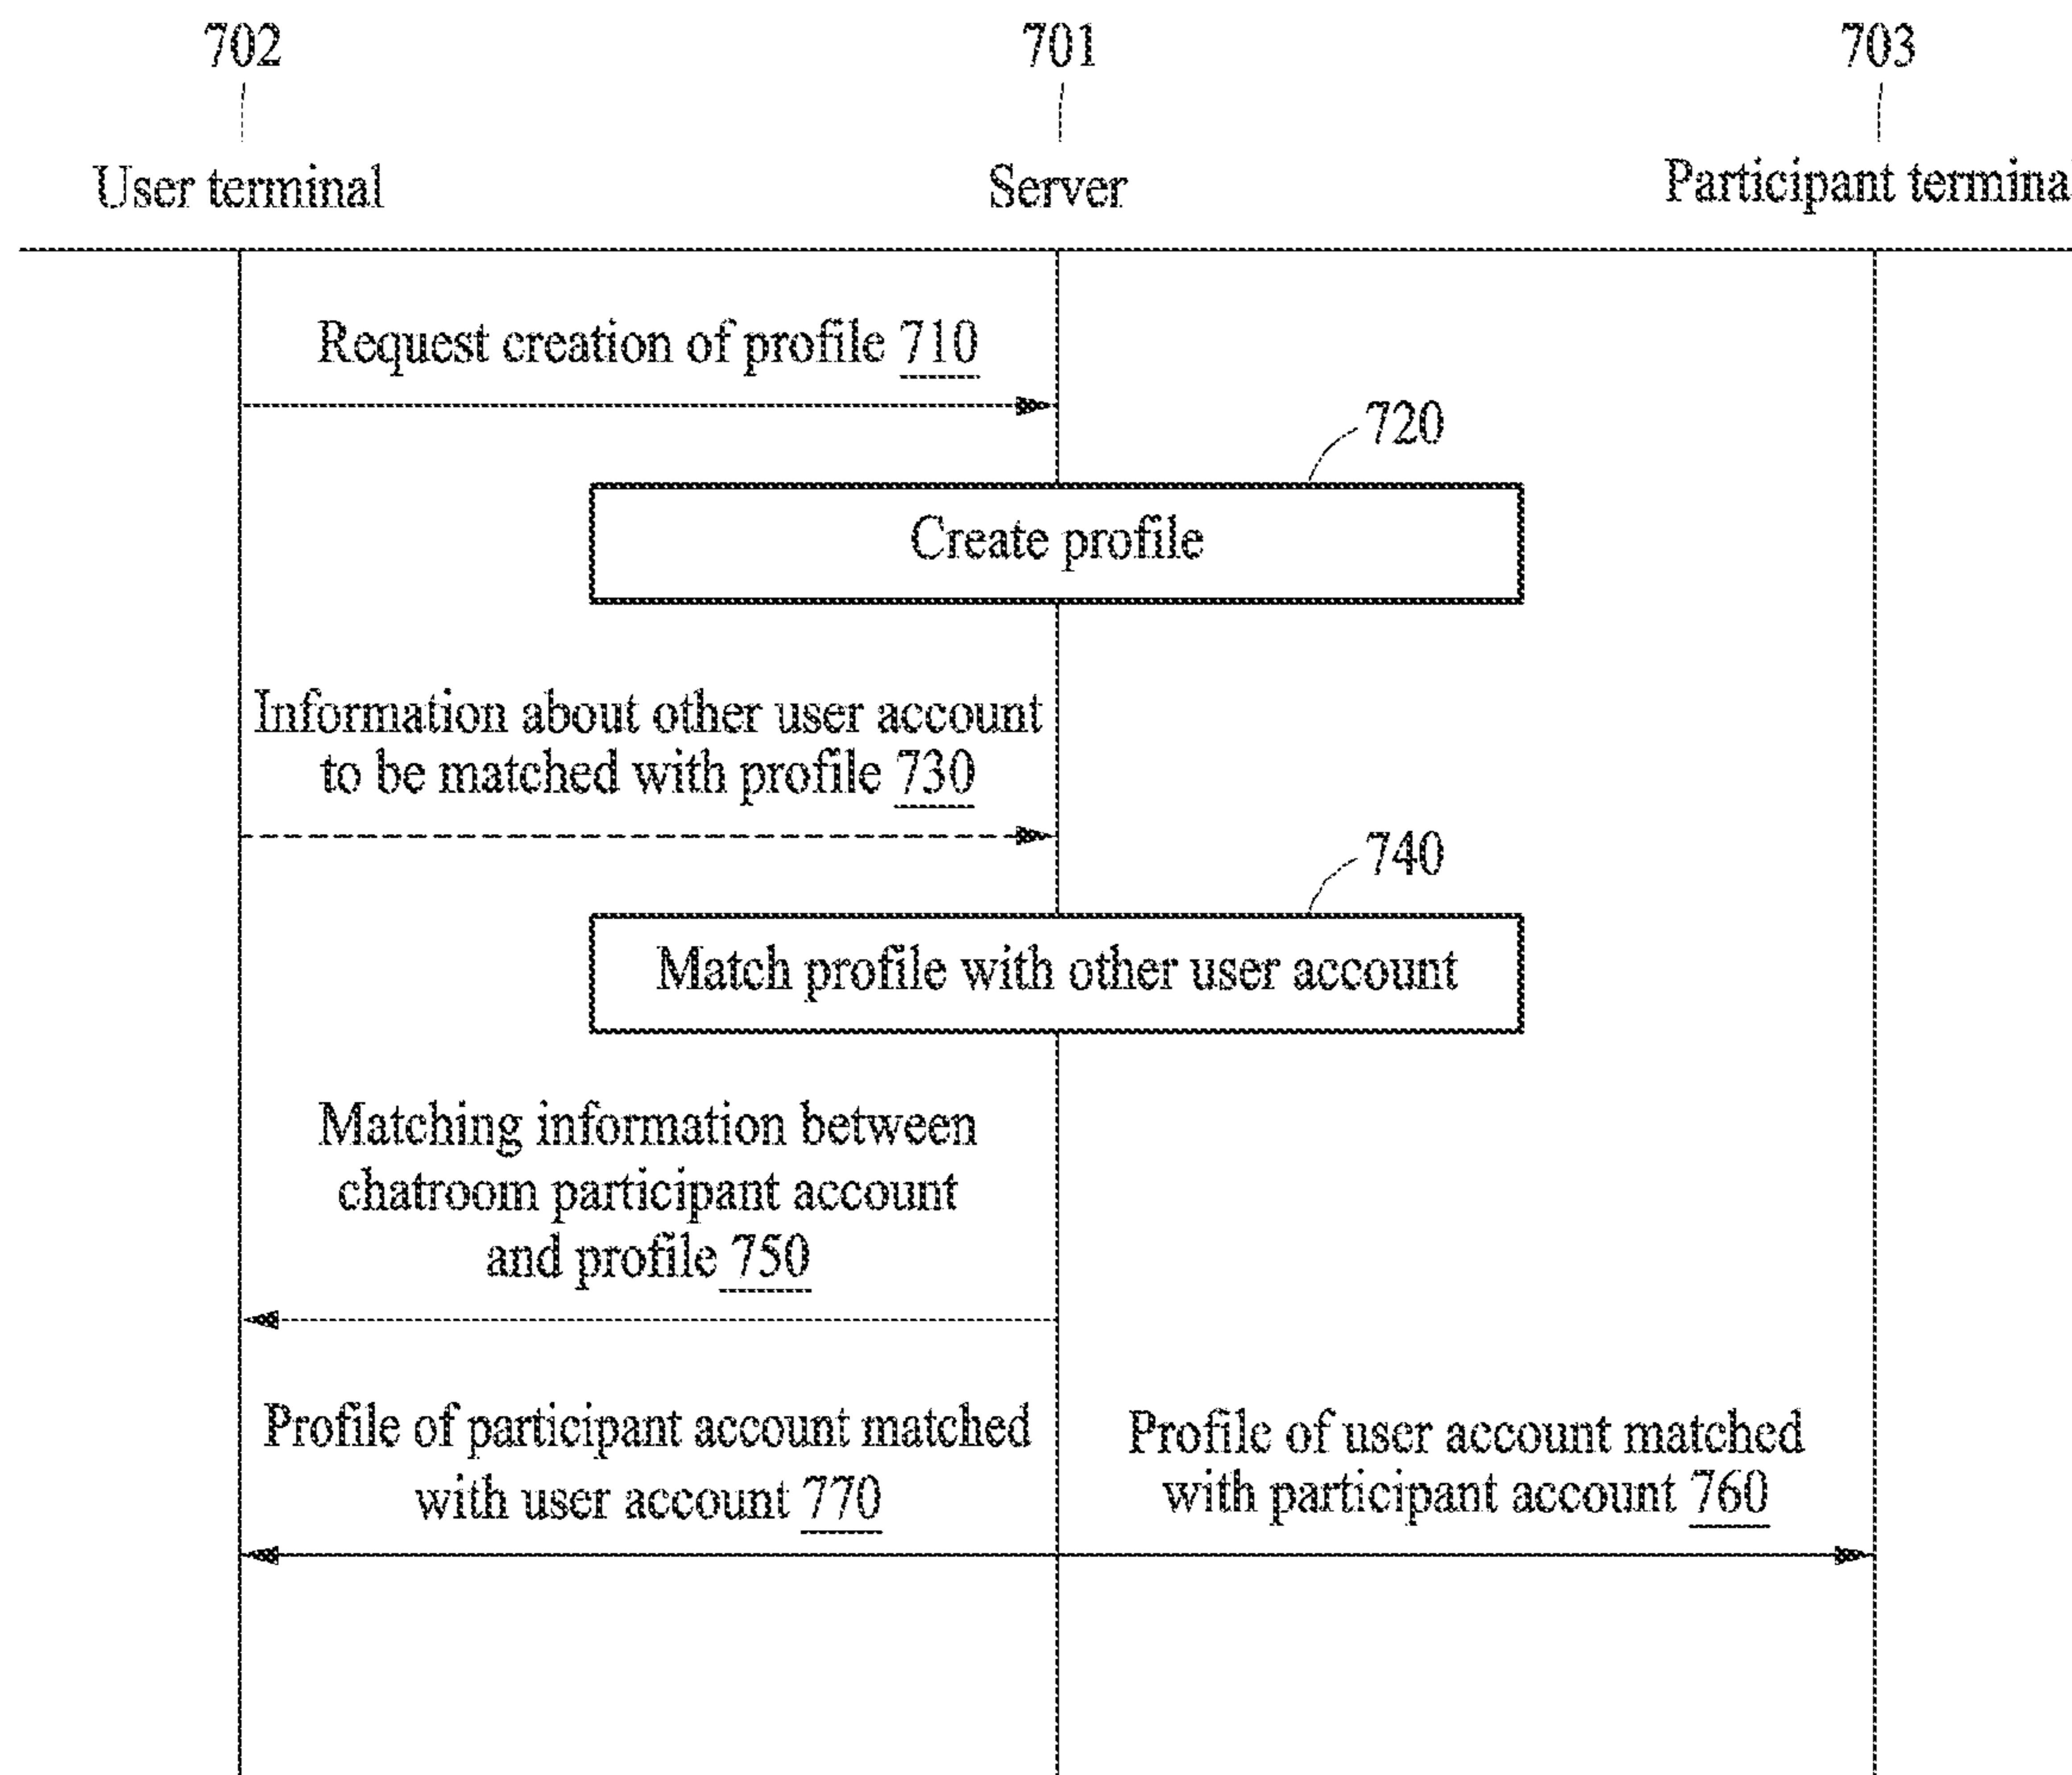 702 701 703
User terminal Server Participant termina
Request creation of profile 710
720
Create profile
Information about other user account
to be matched with profile 730
740
Match profile with other user account
Matching information between
chatroom participant account
and profile 750
Profile of participant account matched
with user account 770
Profile of user account matched
with participant account 760